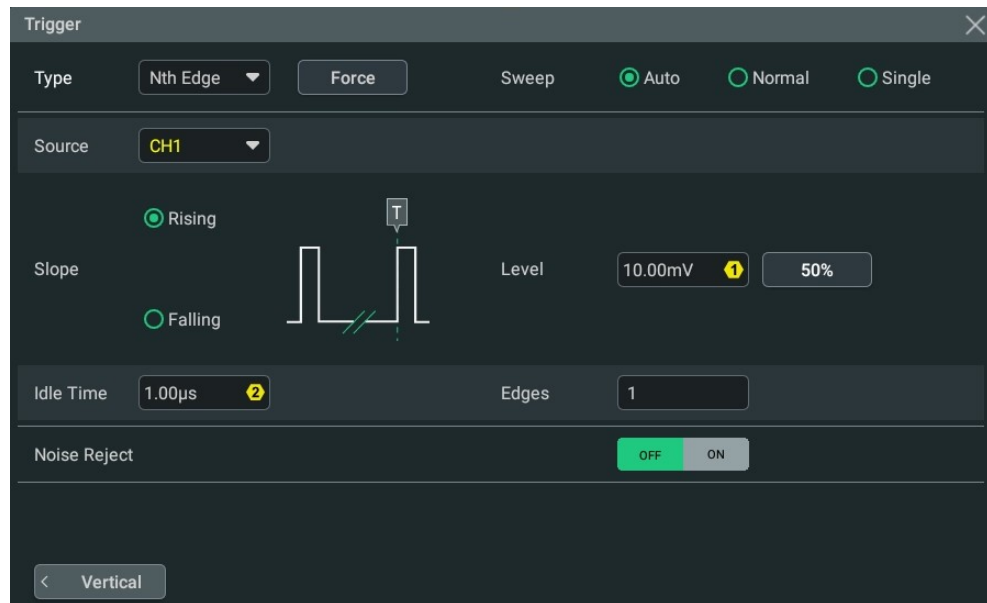 Trigger
Type Nth Edge Force Sweep Auto Normal Single
Source CH1
Rising
T
Slope Level 10.00mV 1 50%
Falling
Idle Time 1.00µs 2 Edges 1
Noise Reject OFF ON
< Vertical